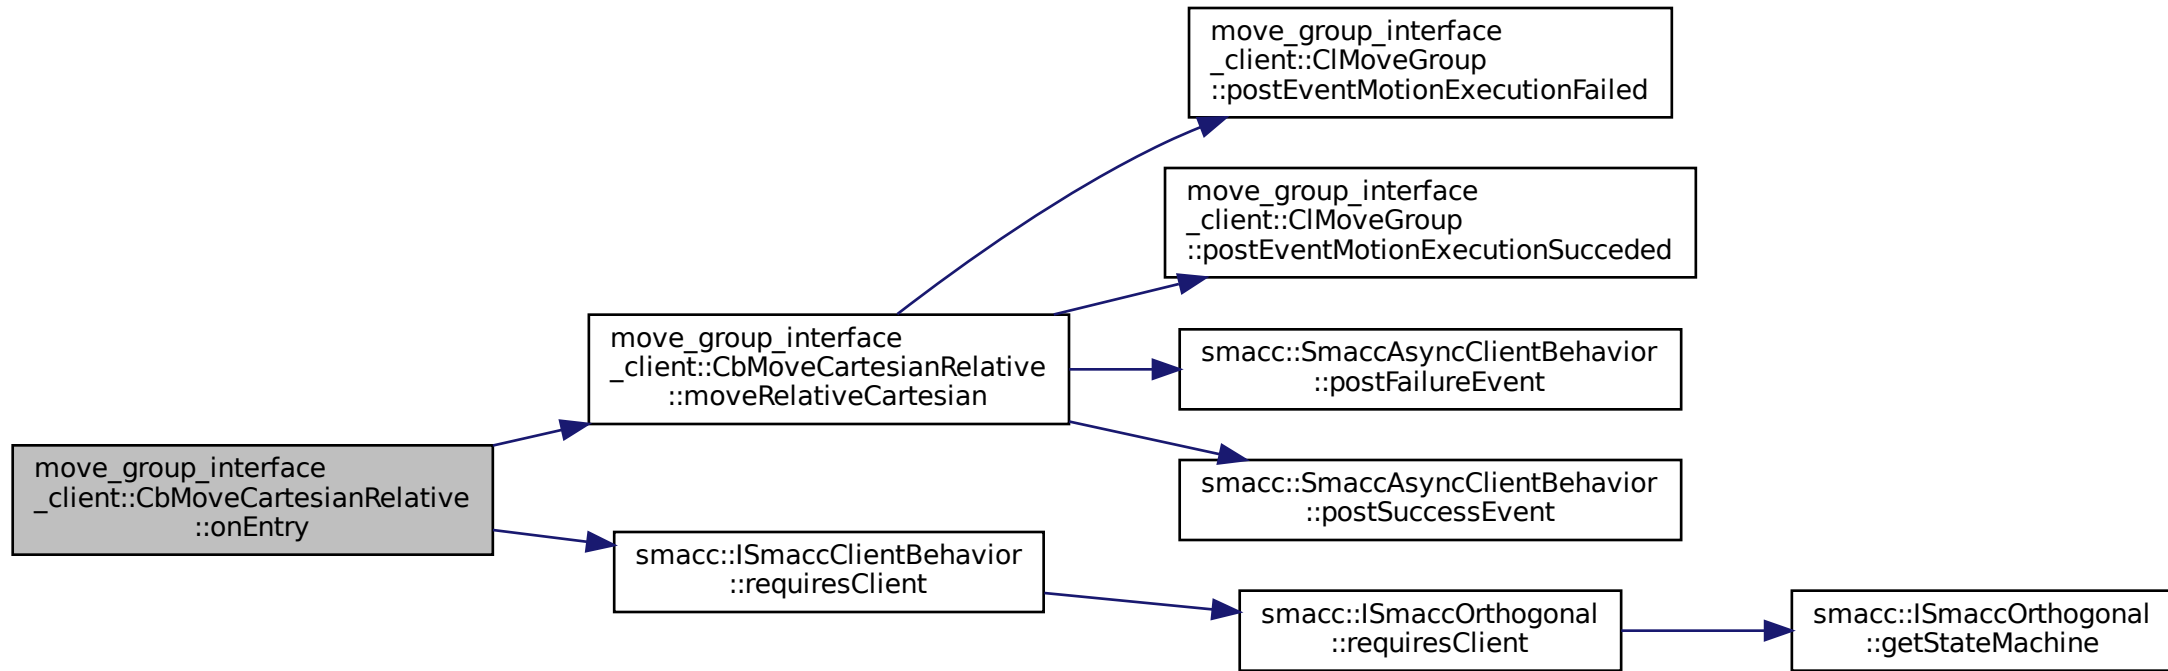 move_group_interface
_client::ClMoveGroup
::postEventMotionExecutionFailed
move_group_interface
_client::ClMoveGroup
::postEventMotionExecutionSucceded
move_group_interface
_client::CbMoveCartesianRelative
::moveRelativeCartesian
smacc::SmaccAsyncClientBehavior
::postFailureEvent
move_group_interface
_client::CbMoveCartesianRelative
::onEntry
smacc::SmaccAsyncClientBehavior
::postSuccessEvent
smacc::ISmaccClientBehavior
::requiresClient
smacc::ISmaccOrthogonal
::requiresClient
smacc::ISmaccOrthogonal
::getStateMachine